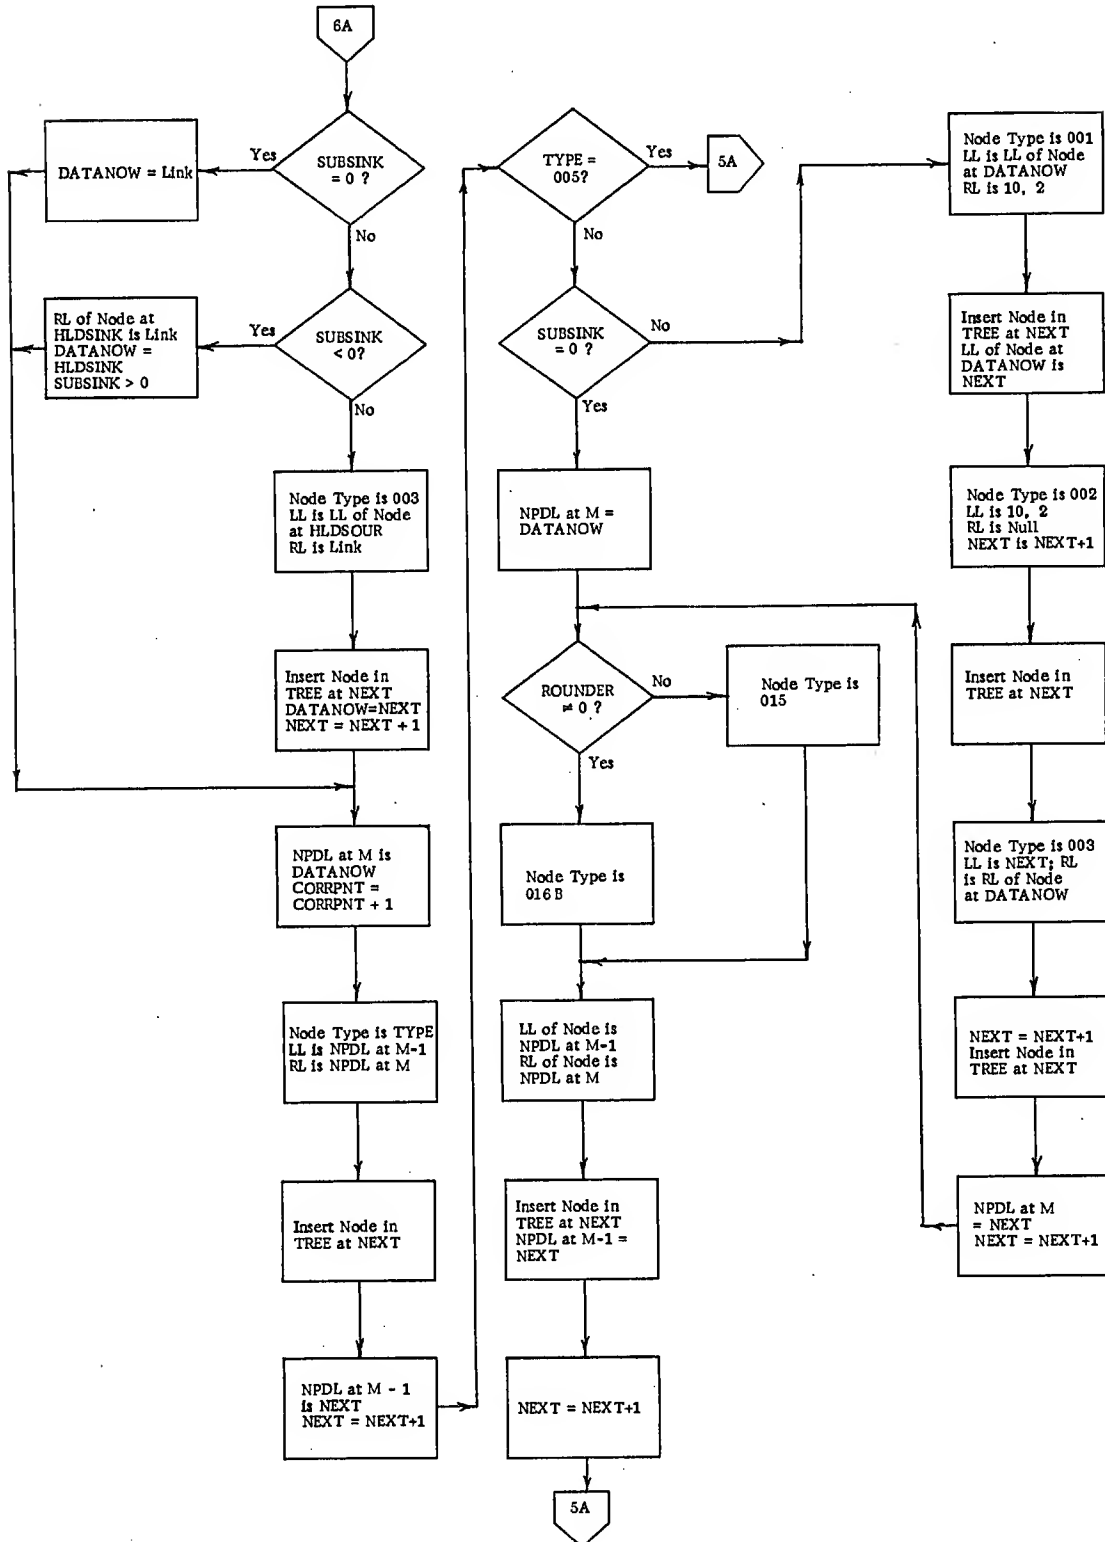 6A
SUBSINK
= 0 ?
Yes
DATANOW = Link
No
SUBSINK
< 0?
Yes
RL of Node at
HLDSINK is Link
DATANOW =
HLDSINK
SUBSINK > 0
No
Node Type is 003
LL is LL of Node
at HLDSOUR
RL is Link
Insert Node in
TREE at NEXT
DATANOW=NEXT
NEXT = NEXT + 1
NPDL at M is
DATANOW
CORRPNT =
CORRPNT + 1
Node Type is TYPE
LL is NPDL at M-1
RL is NPDL at M
Insert Node in
TREE at NEXT
NPDL at M - 1
is NEXT
NEXT = NEXT+1
TYPE =
005?
Yes
5A
No
SUBSINK
= 0 ?
No
Yes
NPDL at M =
DATANOW
ROUNDER
≠ 0 ?
No
Node Type is
015
Yes
Node Type is
016 B
LL of Node is
NPDL at M-1
RL of Node is
NPDL at M
Insert Node in
TREE at NEXT
NPDL at M-1 =
NEXT
NEXT = NEXT+1
5A
Node Type is 001
LL is LL of Node
at DATANOW
RL is 10, 2
Insert Node in
TREE at NEXT
LL of Node at
DATANOW is
NEXT
Node Type is 002
LL is 10, 2
RL is Null
NEXT is NEXT+1
Insert Node in
TREE at NEXT
Node Type is 003
LL is NEXT; RL
is RL of Node
at DATANOW
NEXT = NEXT+1
Insert Node in
TREE at NEXT
NPDL at M
= NEXT
NEXT = NEXT+1